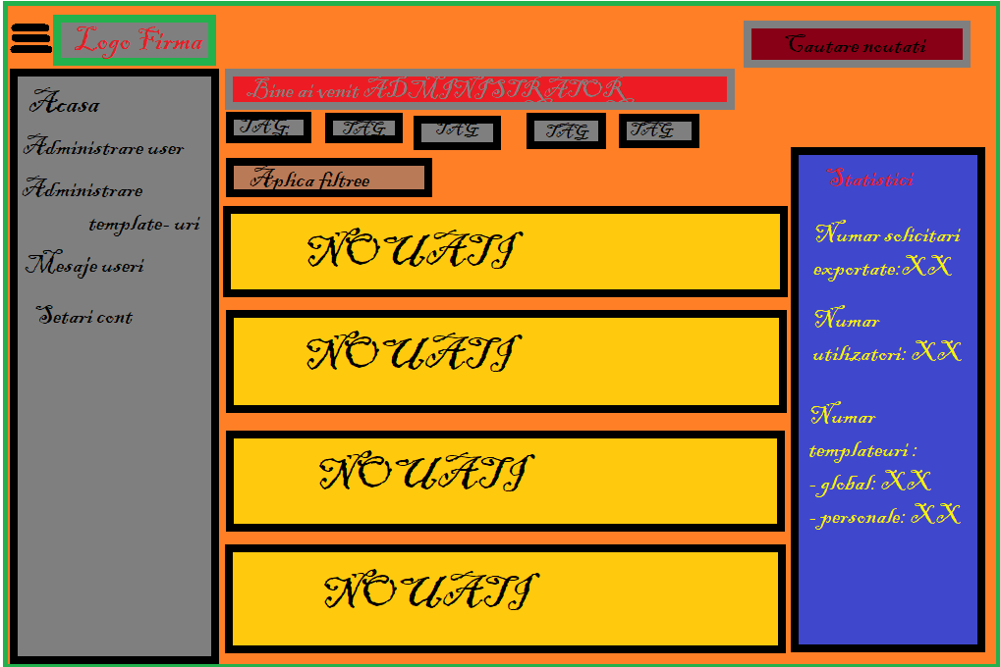 Logo Firma
Cautare noutati
Acasa
Administrare user
Administrare
template- uri
Mesaje useri
Setari cont
Bine ai venit ADMINISTRATOR
TAG
TAG
TAG
TAG
TAG
Aplica filtree
NOUATI
NOUATI
NOUATI
NOUATI
Statistici
Numar solicitari
exportate:XX
Numar
utilizatori: XX
Numar
templateuri :
- global: XX
- personale: XX